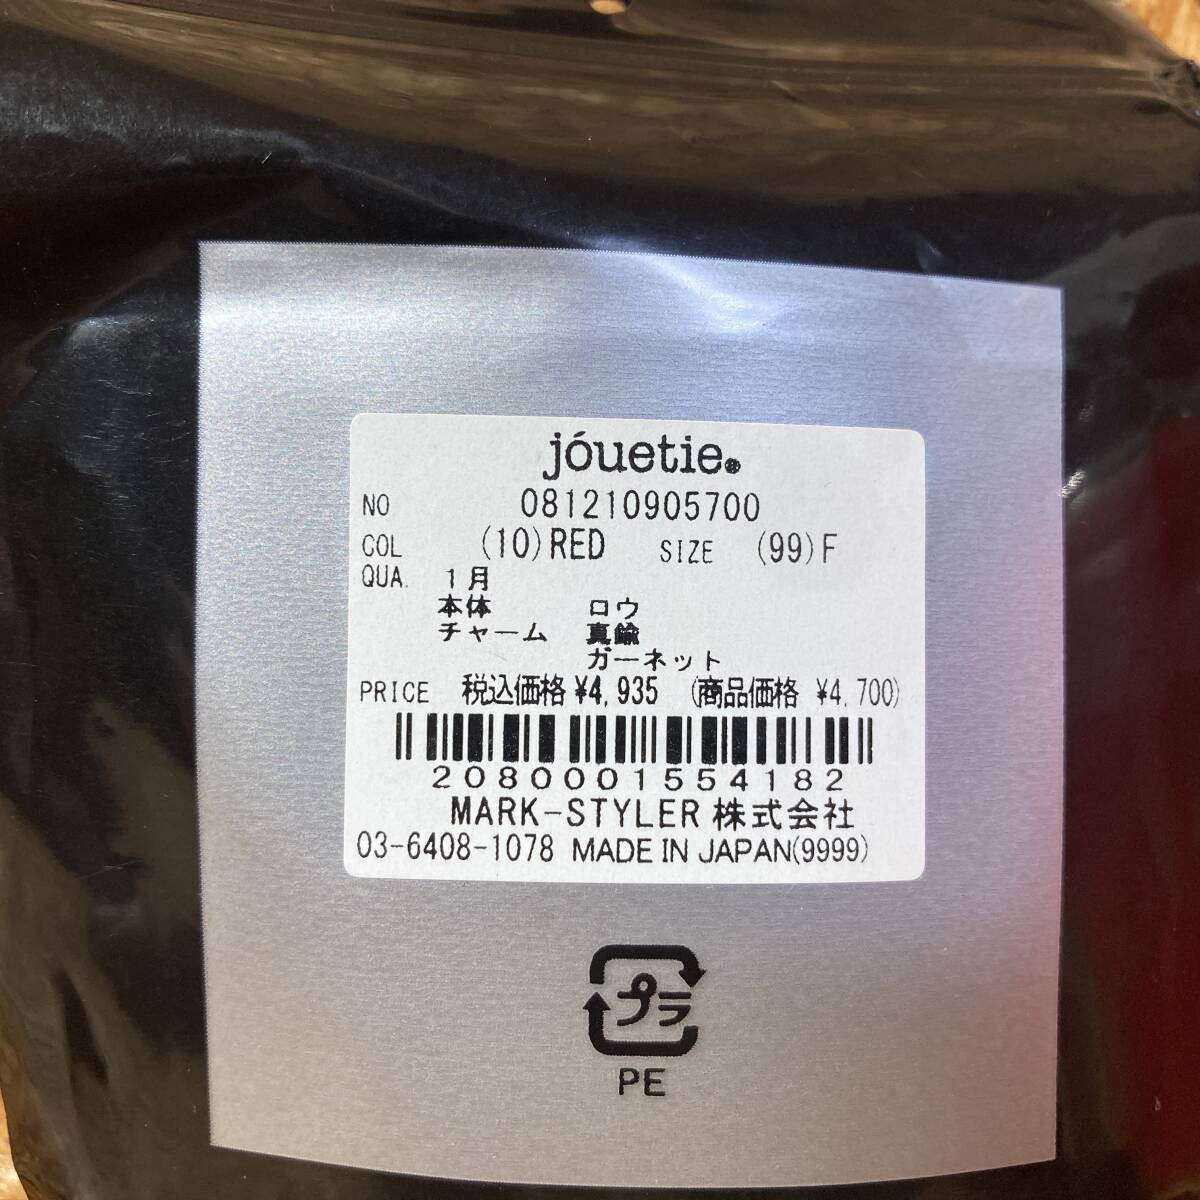 jóuetie.®
NO 081210905700
COL (10)RED SIZE (99)F
QUA. 1月
本体 ロウ
チャーム 真鍮
ガーネット
PRICE 税込価格 ¥4,935 (商品価格 ¥4,700)
2080001554182
MARK-STYLER 株式会社
03-6408-1078 MADE IN JAPAN(9999)
プラ
PE